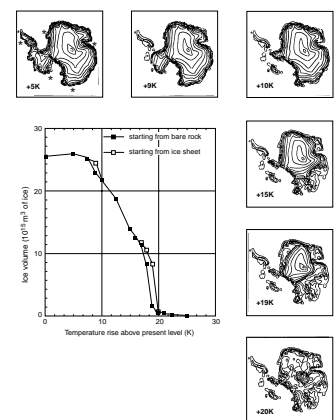 +5K
+9K
+10K
30
starting from bare rock
starting from ice sheet
20
10
0
Ice volume (10^15 m^3 of ice)
0 10 20 30
Temperature rise above present level (K)
+15K
+19K
+20K